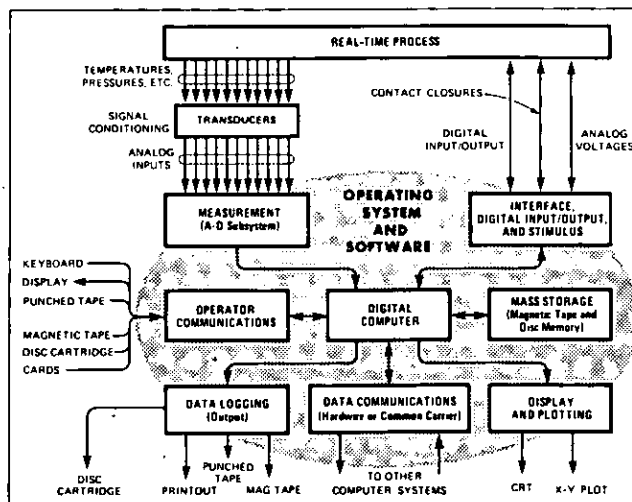 REAL-TIME PROCESS
TEMPERATURES,
PRESSURES, ETC.
CONTACT CLOSURES
SIGNAL
CONDITIONING
TRANSDUCERS
ANALOG
INPUTS
DIGITAL
INPUT/OUTPUT
ANALOG
VOLTAGES
OPERATING
SYSTEM
AND
SOFTWARE
MEASUREMENT
(A-D Subsystem)
INTERFACE,
DIGITAL INPUT/OUTPUT,
AND STIMULUS
KEYBOARD
DISPLAY
PUNCHED TAPE
MAGNETIC TAPE
DISC CARTRIDGE
CARDS
OPERATOR
COMMUNICATIONS
DIGITAL
COMPUTER
MASS STORAGE
(Magnetic Tape and
Disc Memory)
DATA LOGGING
(Output)
DATA COMMUNICATIONS
(Hardware or Common Carrier)
DISPLAY
AND PLOTTING
DISC
CARTRIDGE
PRINTOUT
PUNCHED
TAPE
MAG TAPE
TO OTHER
COMPUTER SYSTEMS
CRT
X-Y PLOT